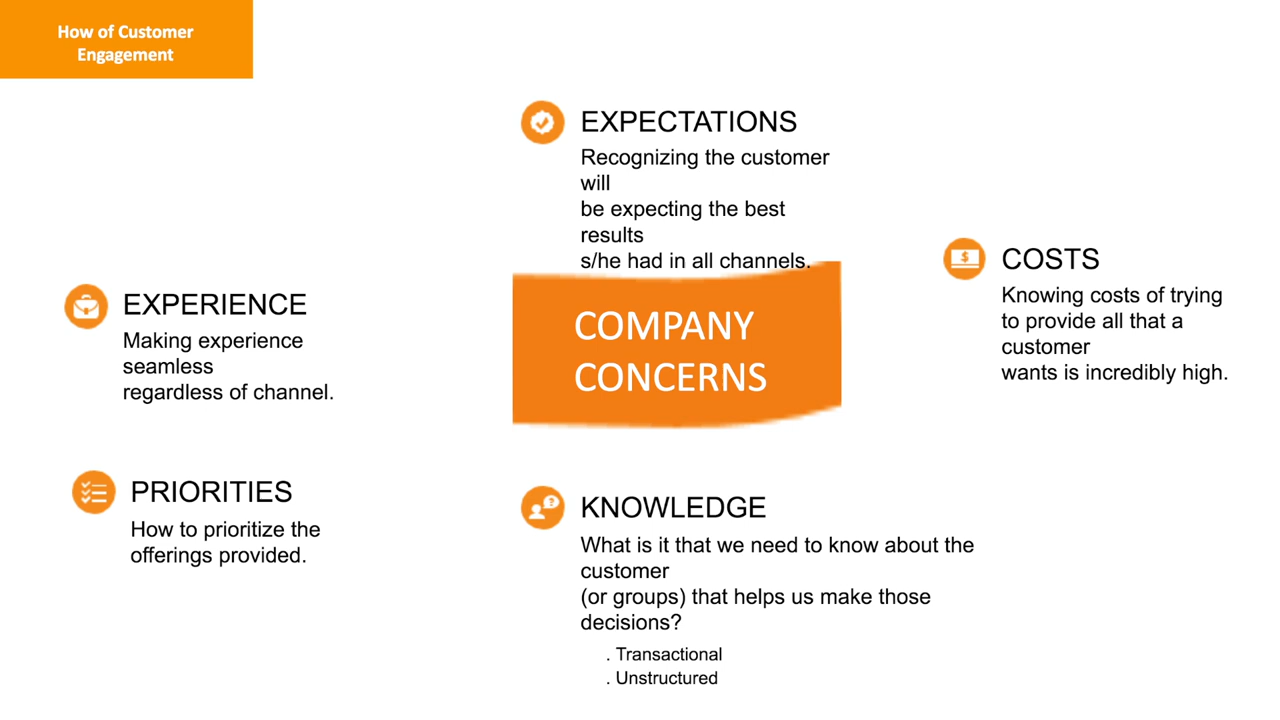 How of Customer
Engagement
EXPECTATIONS
Recognizing the customer
will
be expecting the best
results
s/he had in all channels.
COSTS
Knowing costs of trying
to provide all that a
customer
wants is incredibly high.
EXPERIENCE
Making experience
seamless
regardless of channel.
COMPANY
CONCERNS
PRIORITIES
How to prioritize the
offerings provided.
KNOWLEDGE
What is it that we need to know about the
customer
(or groups) that helps us make those
decisions?
. Transactional
. Unstructured